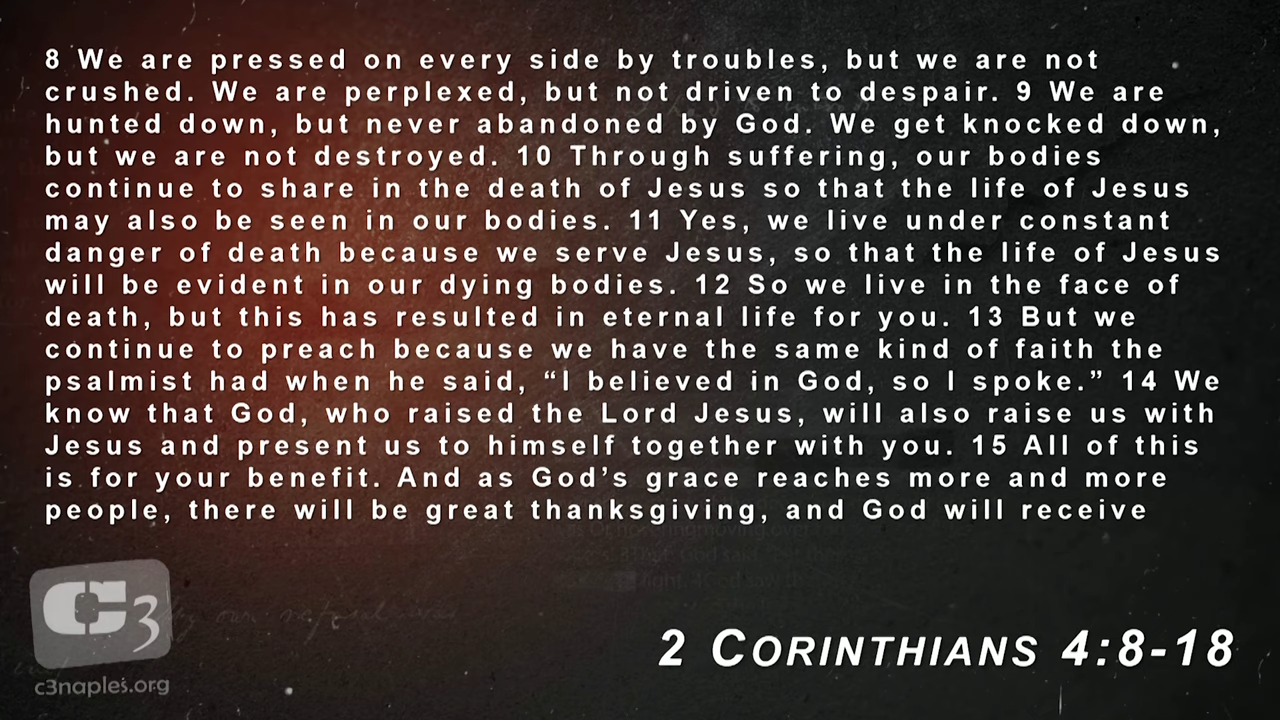 8 We are pressed on every side by troubles, but we are not
crushed. We are perplexed, but not driven to despair. 9 We are
hunted down, but never abandoned by God. We get knocked down,
but we are not destroyed. 10 Through suffering, our bodies
continue to share in the death of Jesus so that the life of Jesus
may also be seen in our bodies. 11 Yes, we live under constant
danger of death because we serve Jesus, so that the life of Jesus
will be evident in our dying bodies. 12 So we live in the face of
death, but this has resulted in eternal life for you. 13 But we
continue to preach because we have the same kind of faith the
psalmist had when he said, “I believed in God, so I spoke.” 14 We
know that God, who raised the Lord Jesus, will also raise us with
Jesus and present us to himself together with you. 15 All of this
is for your benefit. And as God’s grace reaches more and more
people, there will be great thanksgiving, and God will receive
C3
c3naples.org
2 CORINTHIANS 4:8-18